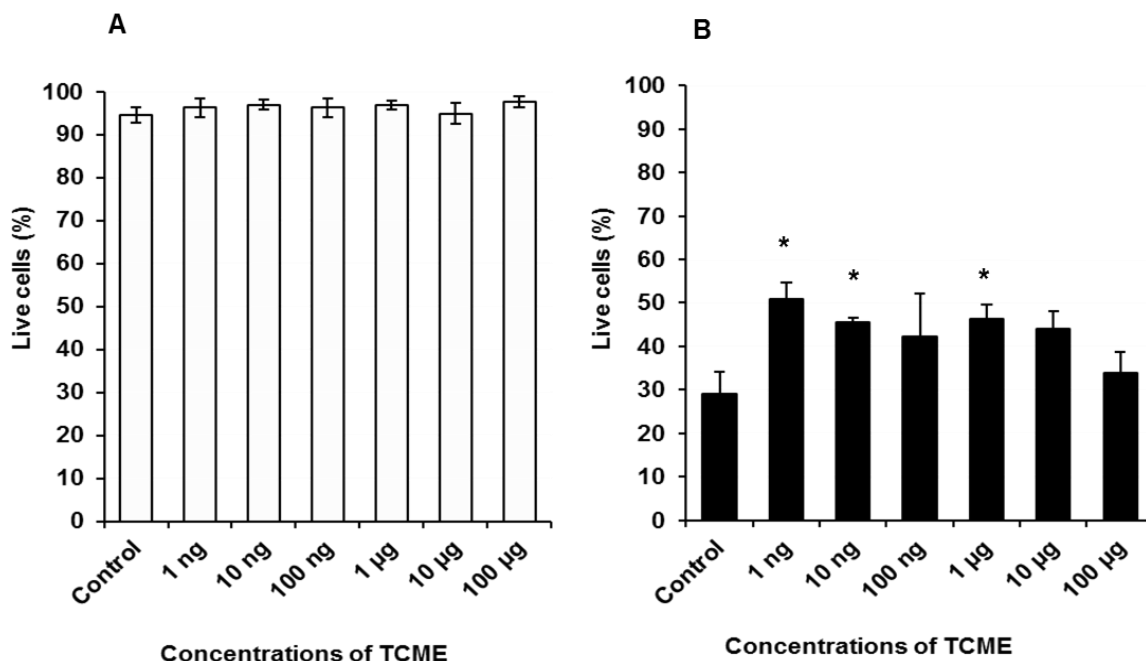 A
Live cells (%)
100
90
80
70
60
50
40
30
20
10
0
Control
1 ng
10 ng
100 ng
1 µg
10 µg
100 µg
Concentrations of TCME
B
Live cells (%)
100
90
80
70
60
50
40
30
20
10
0
*
*
*
Control
1 ng
10 ng
100 ng
1 µg
10 µg
100 µg
Concentrations of TCME